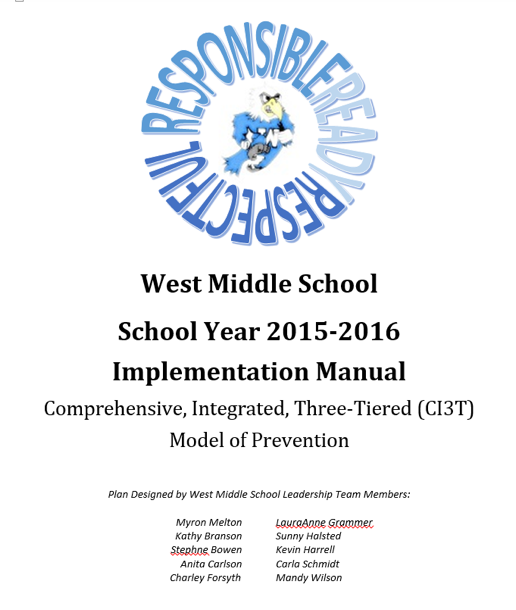 RESPONSIBLE READY RESPECTFUL
West Middle School
School Year 2015-2016
Implementation Manual
Comprehensive, Integrated, Three-Tiered (CI3T)
Model of Prevention
Plan Designed by West Middle School Leadership Team Members:
Myron Melton LauraAnne Grammer
Kathy Branson Sunny Halsted
Stephne Bowen Kevin Harrell
Anita Carlson Carla Schmidt
Charley Forsyth Mandy Wilson